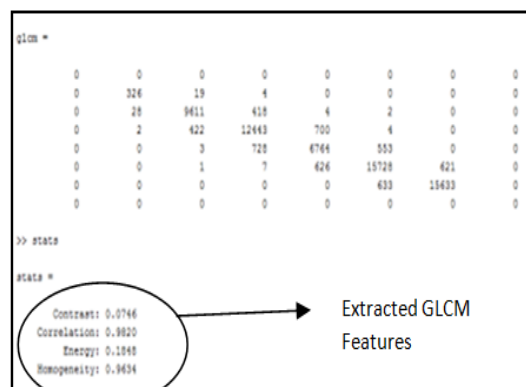 glcm =
0 0 0 0 0 0 0 0
0 326 19 4 0 0 0 0
0 28 9611 418 4 2 0 0
0 2 422 12443 700 4 0 0
0 0 3 728 6764 553 0 0
0 0 1 7 626 15728 621 0
0 0 0 0 0 633 15633 0
0 0 0 0 0 0 0 0
>> stats
stats =
Contrast: 0.0746
Correlation: 0.9820
Energy: 0.1848
Homogeneity: 0.9634
Extracted GLCM
Features